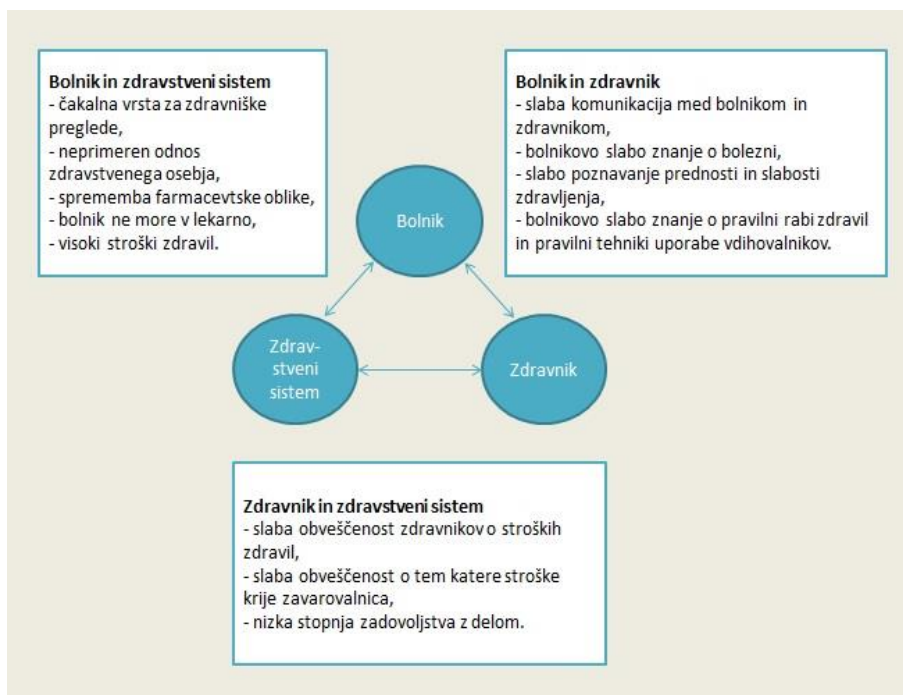 Bolnik in zdravstveni sistem
- čakalna vrsta za zdravniške
preglede,
- neprimeren odnos
zdravstvenega osebja,
- sprememba farmacevtske oblike,
- bolnik ne more v lekarno,
- visoki stroški zdravil.
Bolnik in zdravnik
- slaba komunikacija med bolnikom in
zdravnikom,
- bolnikovo slabo znanje o bolezni,
- slabo poznavanje prednosti in slabosti
zdravljenja,
- bolnikovo slabo znanje o pravilni rabi zdravil
in pravilni tehniki uporabe vdihovalnikov.
Bolnik
Zdrav-
stveni
sistem
Zdravnik
Zdravnik in zdravstveni sistem
- slaba obveščenost zdravnikov o stroških
zdravil,
- slaba obveščenost o tem katere stroške
krije zavarovalnica,
- nizka stopnja zadovoljstva z delom.